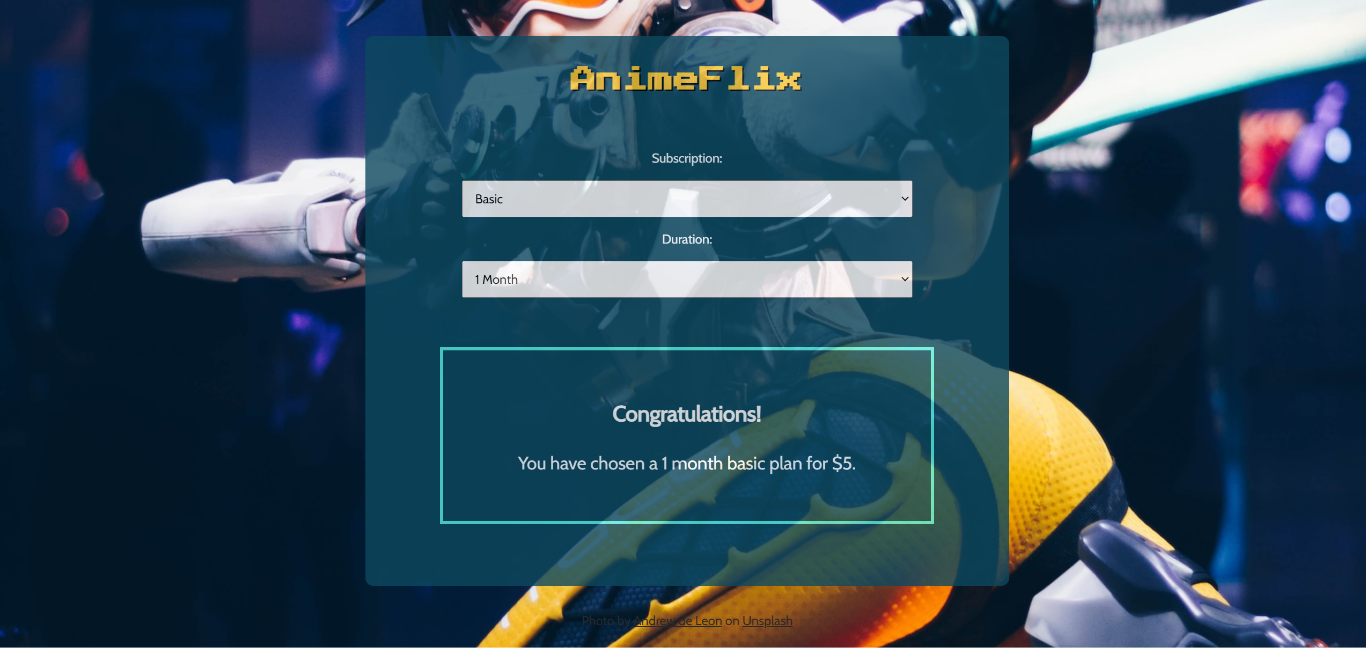 AnimeFlix
Subscription:
Basic
Duration:
1 Month
Congratulations!
You have chosen a 1 month basic plan for $5.
Photo by Andrew de Leon on Unsplash